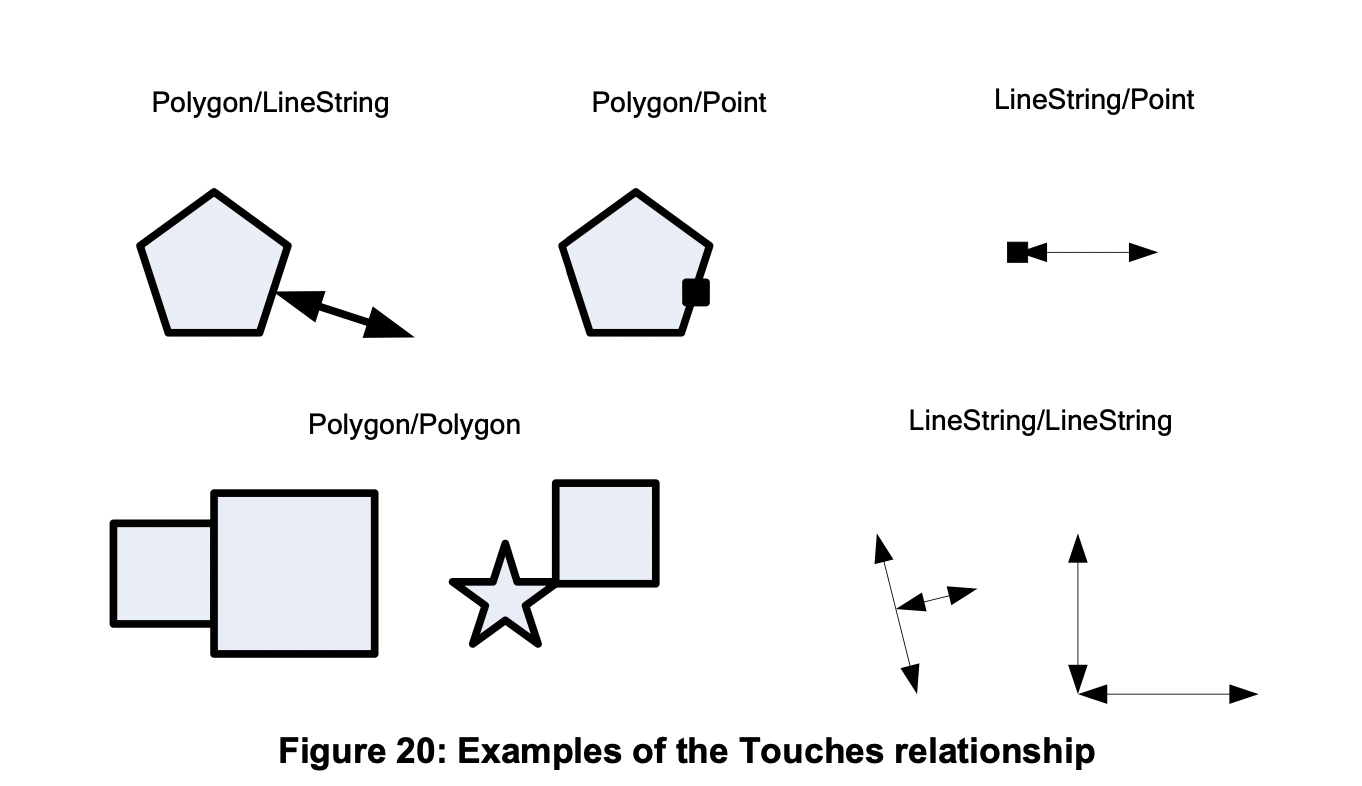 Polygon/LineString
Polygon/Point
LineString/Point
Polygon/Polygon
LineString/LineString
Figure 20: Examples of the Touches relationship